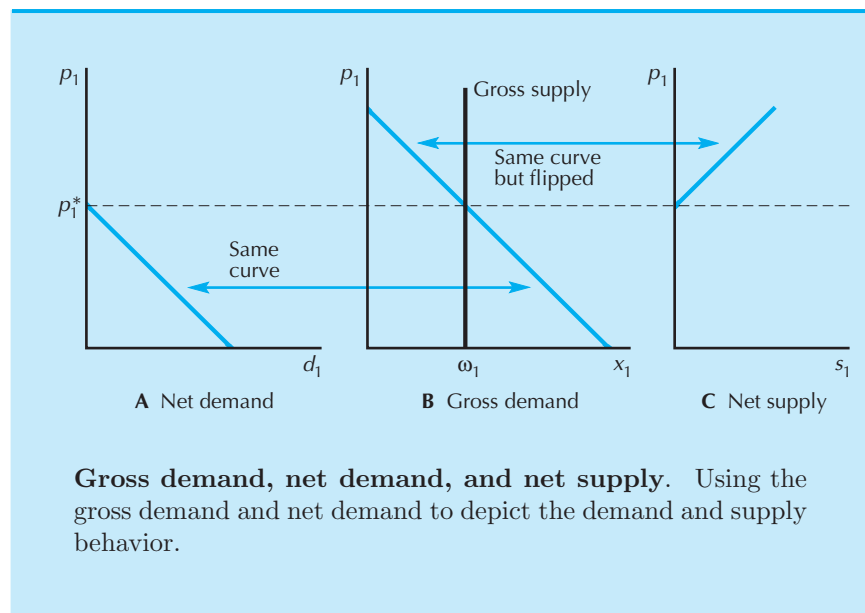 p1
p1
p1
Gross supply
Same curve
but flipped
p1*
Same
curve
d1
ω1
x1
s1
A Net demand
B Gross demand
C Net supply
Gross demand, net demand, and net supply. Using the
gross demand and net demand to depict the demand and supply
behavior.